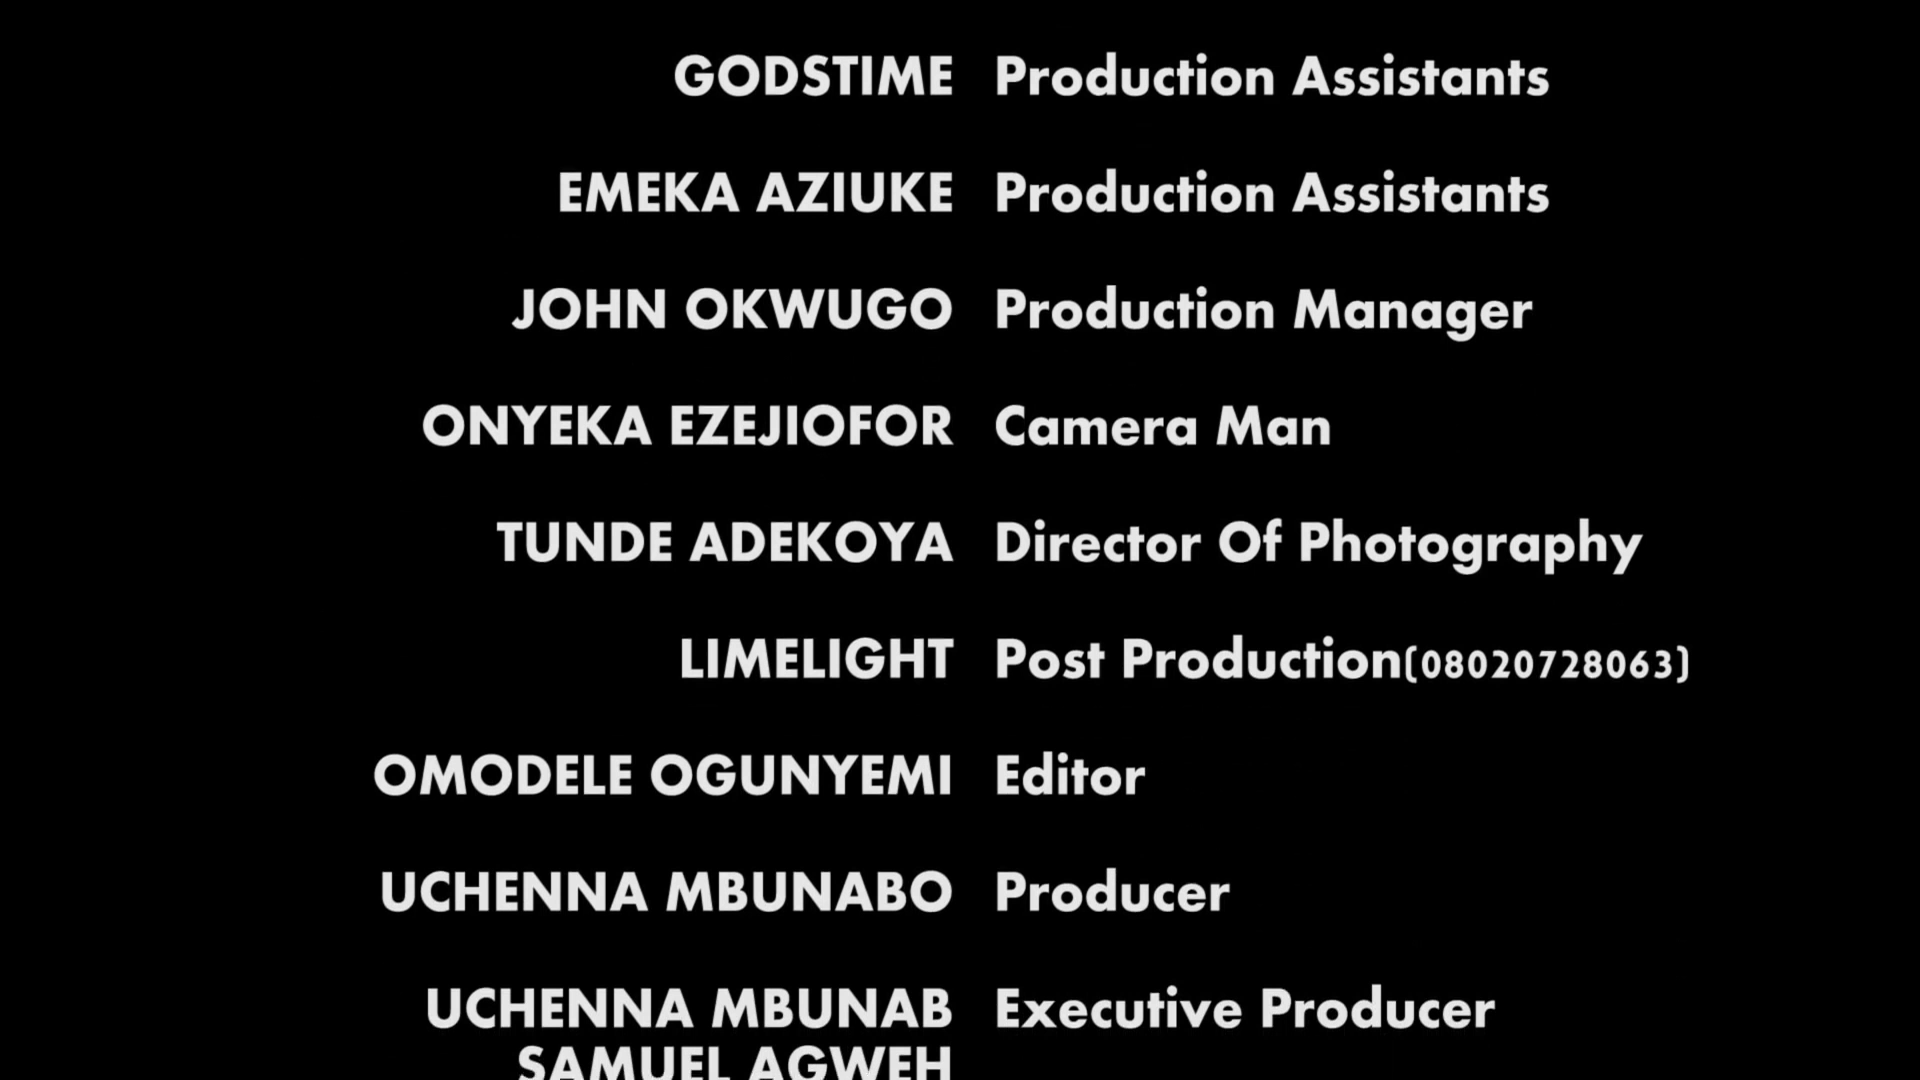 GODSTIME Production Assistants
EMEKA AZIUKE Production Assistants
JOHN OKWUGO Production Manager
ONYEKA EZEJIOFOR Camera Man
TUNDE ADEKOYA Director Of Photography
LIMELIGHT Post Production(08020728063)
OMODELE OGUNYEMI Editor
UCHENNA MBUNABO Producer
UCHENNA MBUNAB Executive Producer
SAMUEL AGWEH